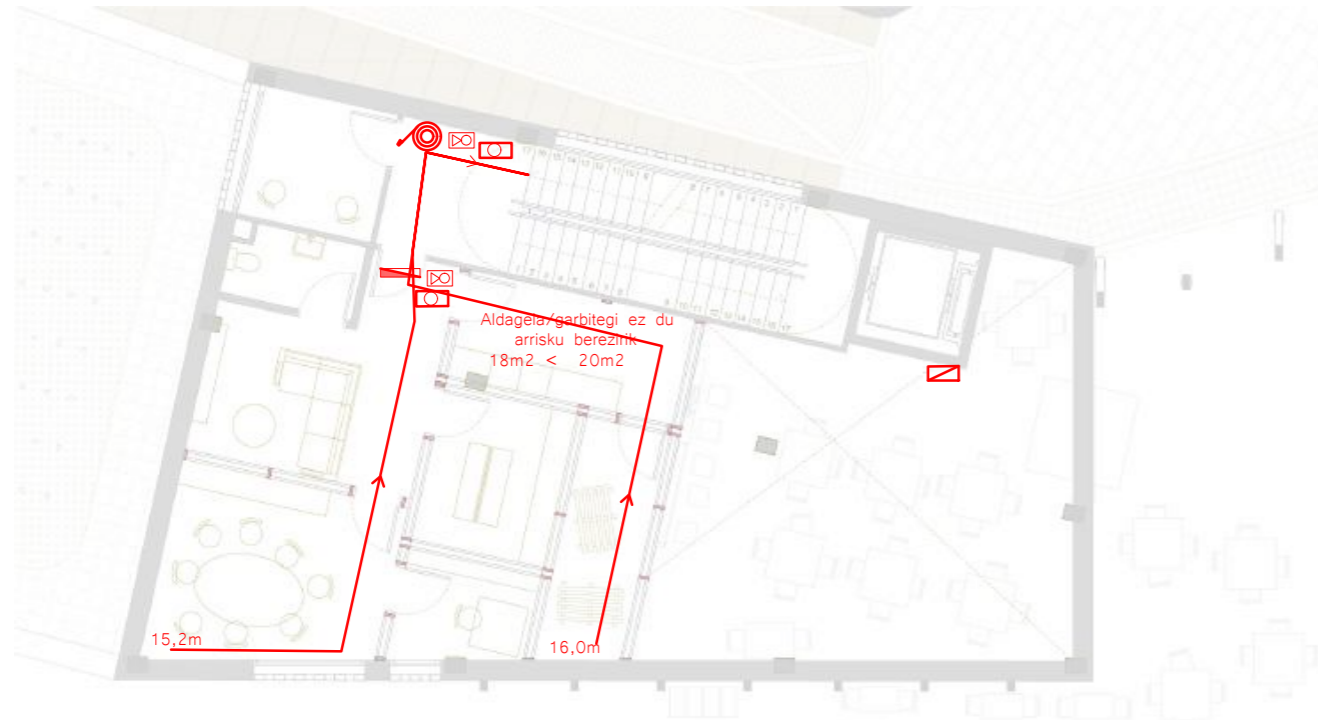 Aldagela/garbitegi ez du
arrisku berezirik
18m2 < 20m2
15,2m
16,0m